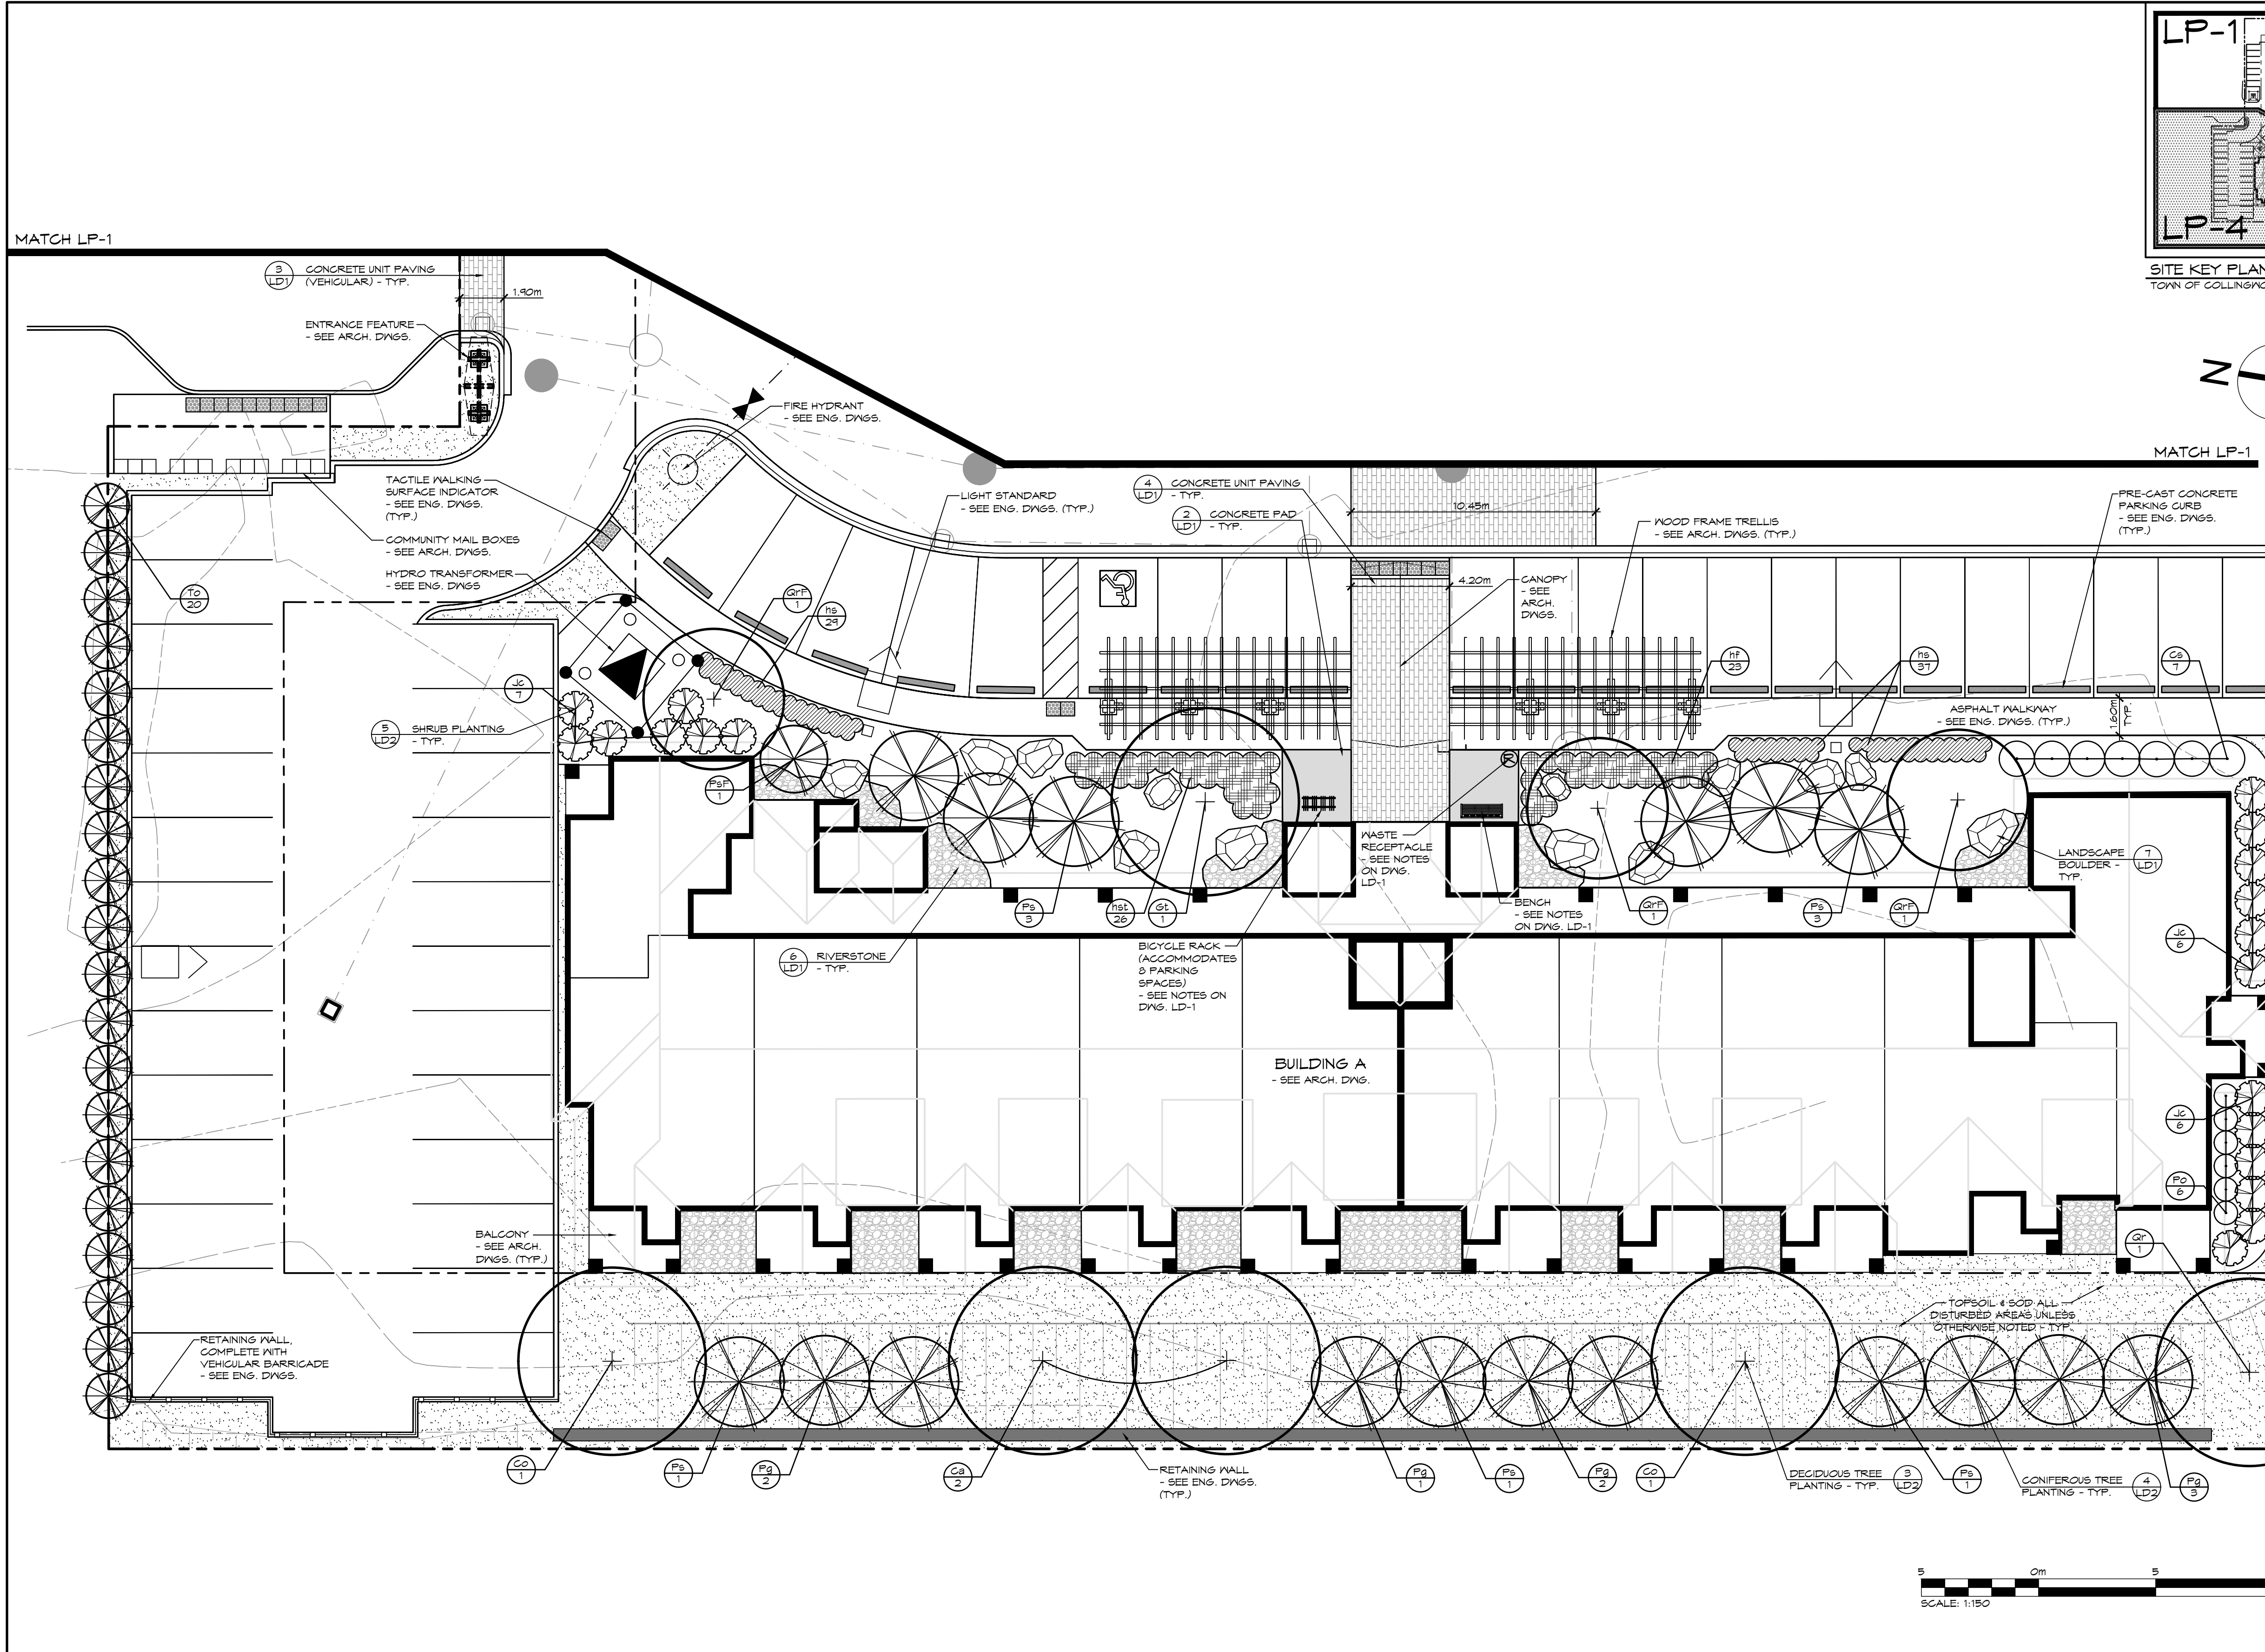 LP-1
LP-4
SITE KEY PLAN
TOWN OF
N
MATCH LP-1
MATCH LP-1
3
LD1
CONCRETE UNIT PAVING
(VEHICULAR) - TYP.
1.90m
ENTRANCE FEATURE
- SEE ARCH. DWGS.
FIRE HYDRANT
- SEE ENG. DWGS.
TACTILE WALKING
SURFACE INDICATOR
- SEE ENG. DWGS.
(TYP.)
COMMUNITY MAIL BOXES
- SEE ARCH. DWGS.
HYDRO TRANSFORMER
- SEE ENG. DWGS
LIGHT STANDARD
- SEE ENG. DWGS. (TYP.)
4
LD1
CONCRETE UNIT PAVING
- TYP.
2
LD1
CONCRETE PAD
- TYP.
10.45m
WOOD FRAME TRELLIS
- SEE ARCH. DWGS. (TYP.)
PRE-CAST CONCRETE
PARKING CURB
- SEE ENG. DWGS.
(TYP.)
4.20m
CANOPY
- SEE
ARCH.
DWGS.
To
20
QrF
1
hs
29
Jc
7
5
LD2
SHRUB PLANTING
- TYP.
hf
23
hs
37
Cs
7
ASPHALT WALKWAY
- SEE ENG. DWGS. (TYP.)
1.60m
TYP.
PsF
1
R
WASTE
RECEPTACLE
- SEE NOTES
ON DWG.
LD-1
LANDSCAPE
BOULDER -
TYP.
7
LD1
Ps
3
hst
26
Gt
1
BENCH
- SEE NOTES
ON DWG. LD-1
QrF
1
Ps
3
QrF
1
6
LD1
RIVERSTONE
- TYP.
BICYCLE RACK
(ACCOMMODATES
8 PARKING
SPACES)
- SEE NOTES ON
DWG. LD-1
Jc
6
BUILDING A
- SEE ARCH. DWG.
Jc
6
Po
6
BALCONY
- SEE ARCH.
DWGS. (TYP.)
Qr
1
TOPSOIL & SOD ALL
DISTURBED AREAS UNLESS
OTHERWISE NOTED - TYP.
RETAINING WALL,
COMPLETE WITH
VEHICULAR BARRICADE
- SEE ENG. DWGS.
Co
1
Ps
1
Pg
2
Ca
2
RETAINING WALL
- SEE ENG. DWGS.
(TYP.)
Pg
1
Ps
1
Pg
2
Co
1
DECIDUOUS TREE
PLANTING - TYP.
3
LD2
Ps
1
CONIFEROUS TREE
PLANTING - TYP.
4
LD2
Pg
3
5
0m
5
SCALE: 1:150